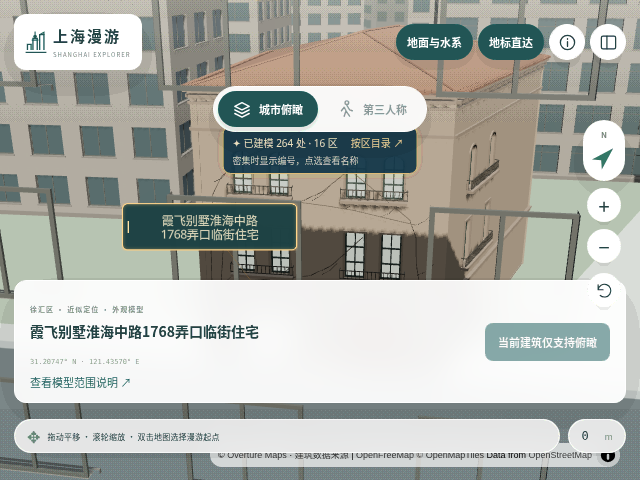 上海漫游
SHANGHAI EXPLORER
地面与水系
地标直达
城市俯瞰
第三人称
✦ 已建模 264 处 · 16 区 按区目录 ↗
密集时显示编号，点选查看名称
N
霞飞别墅淮海中路
1768弄口临街住宅
+
−
徐汇区 · 近似定位 · 外观模型
霞飞别墅淮海中路1768弄口临街住宅
31.20747° N · 121.43570° E
查看模型范围说明 ↗
当前建筑仅支持俯瞰
拖动平移 · 滚轮缩放 · 双击地图选择漫游起点
0 m
© Overture Maps · 建筑数据来源 | OpenFreeMap © OpenMapTiles Data from OpenStreetMap